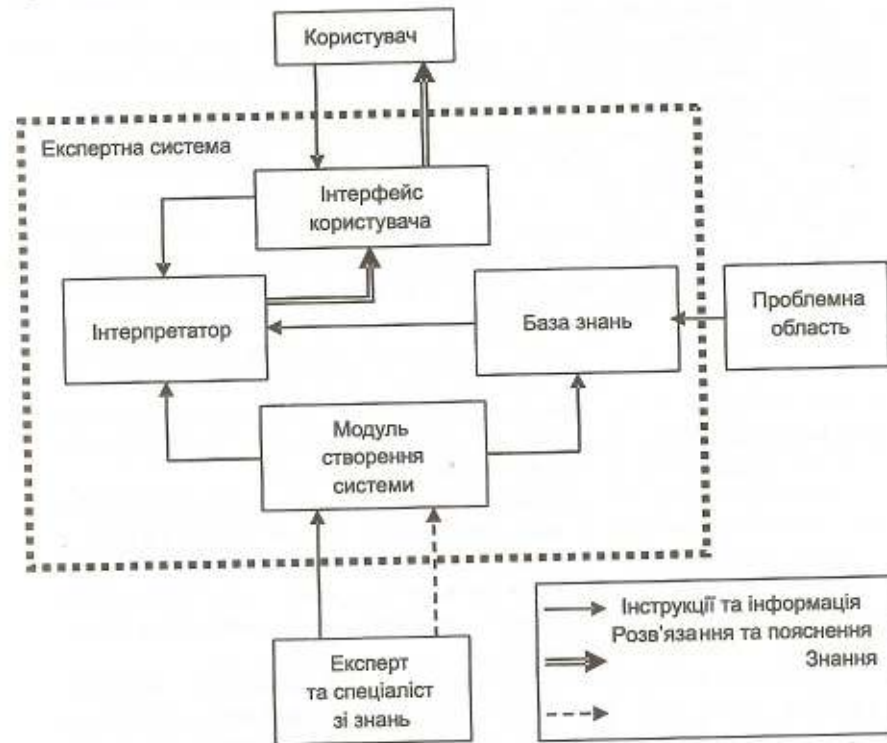 Користувач
Експертна система
Інтерфейс
користувача
Інтерпретатор
База знань
Проблемна
область
Модуль
створення
системи
Експерт
та спеціаліст
зі знань
Інструкції та інформація
Розв'язання та пояснення
Знання